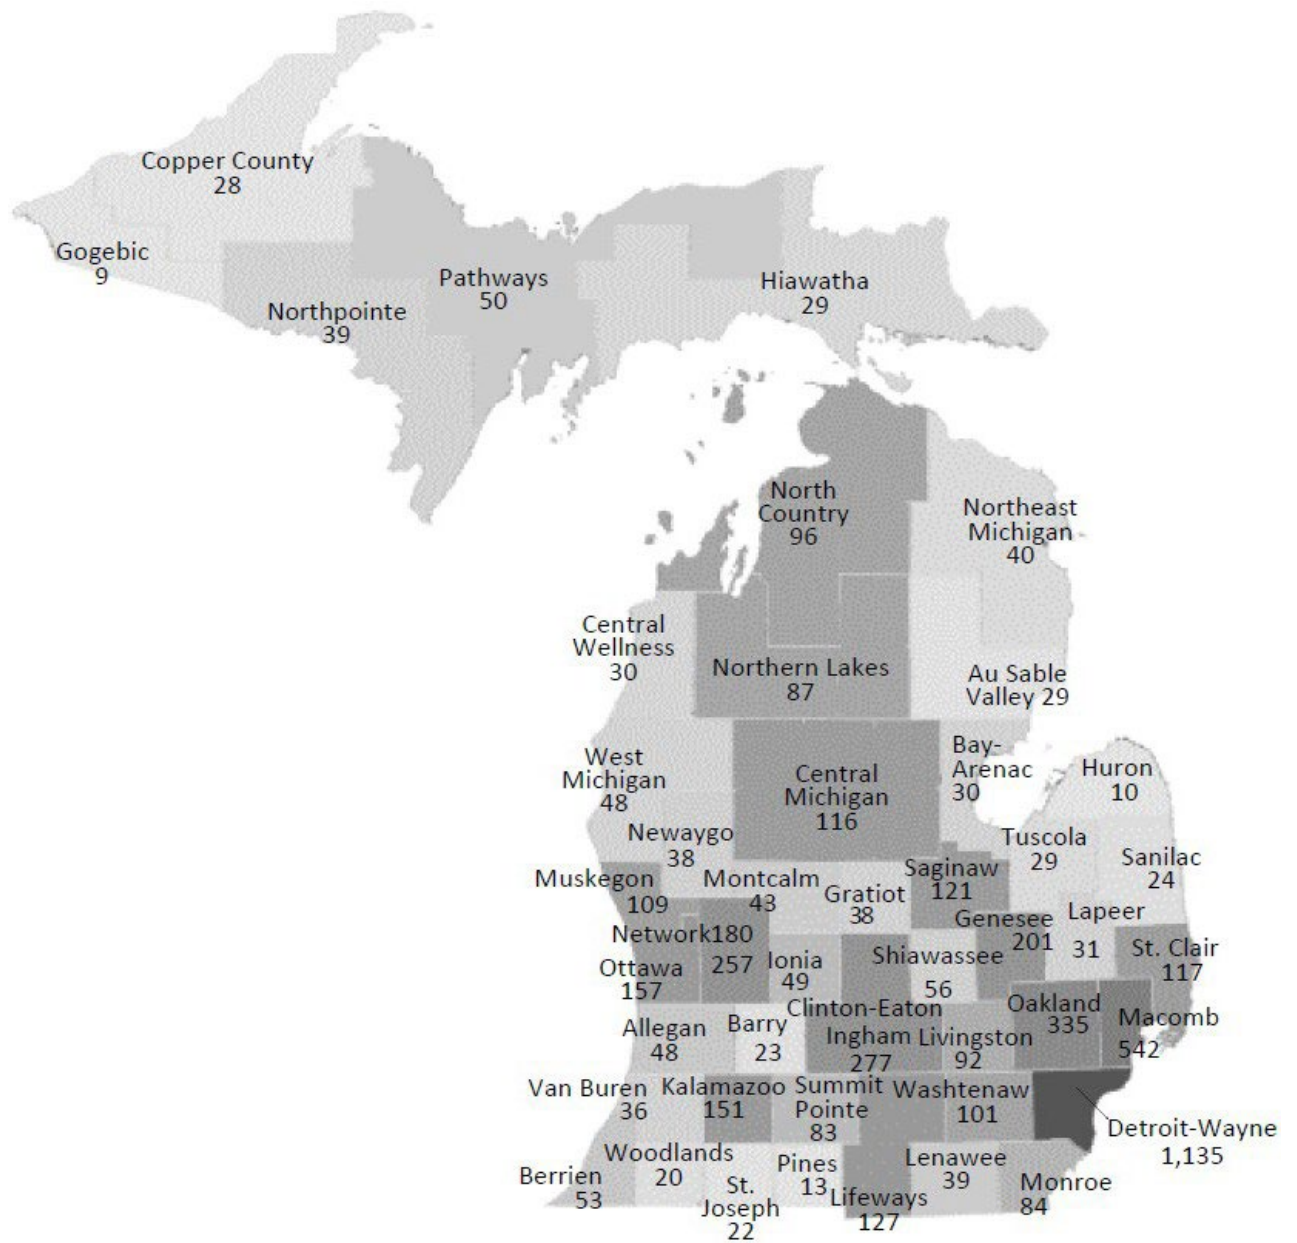 Copper County
28
Gogebic
9
Northpointe
39
Pathways
50
Hiawatha
29
North
Country
96
Northeast
Michigan
40
Central
Wellness
30
Northern Lakes
87
Au Sable
Valley 29
West
Michigan
48
Central
Michigan
116
Bay-
Arenac
30
Huron
10
Newaygo
38
Tuscola
29
Sanilac
24
Muskegon
109
Montcalm
43
Gratiot
38
Saginaw
121
Genesee
201
Lapeer
31
St. Clair
117
Network180
257
Ottawa
157
Ionia
49
Shiawassee
56
Clinton-Eaton
Ingham
277
Livingston
92
Oakland
335
Macomb
542
Allegan
48
Barry
23
Van Buren
36
Kalamazoo
151
Summit
Pointe
83
Washtenaw
101
Detroit-Wayne
1,135
Berrien
53
Woodlands
20
St.
Joseph
22
Pines
13
Lifeways
127
Lenawee
39
Monroe
84